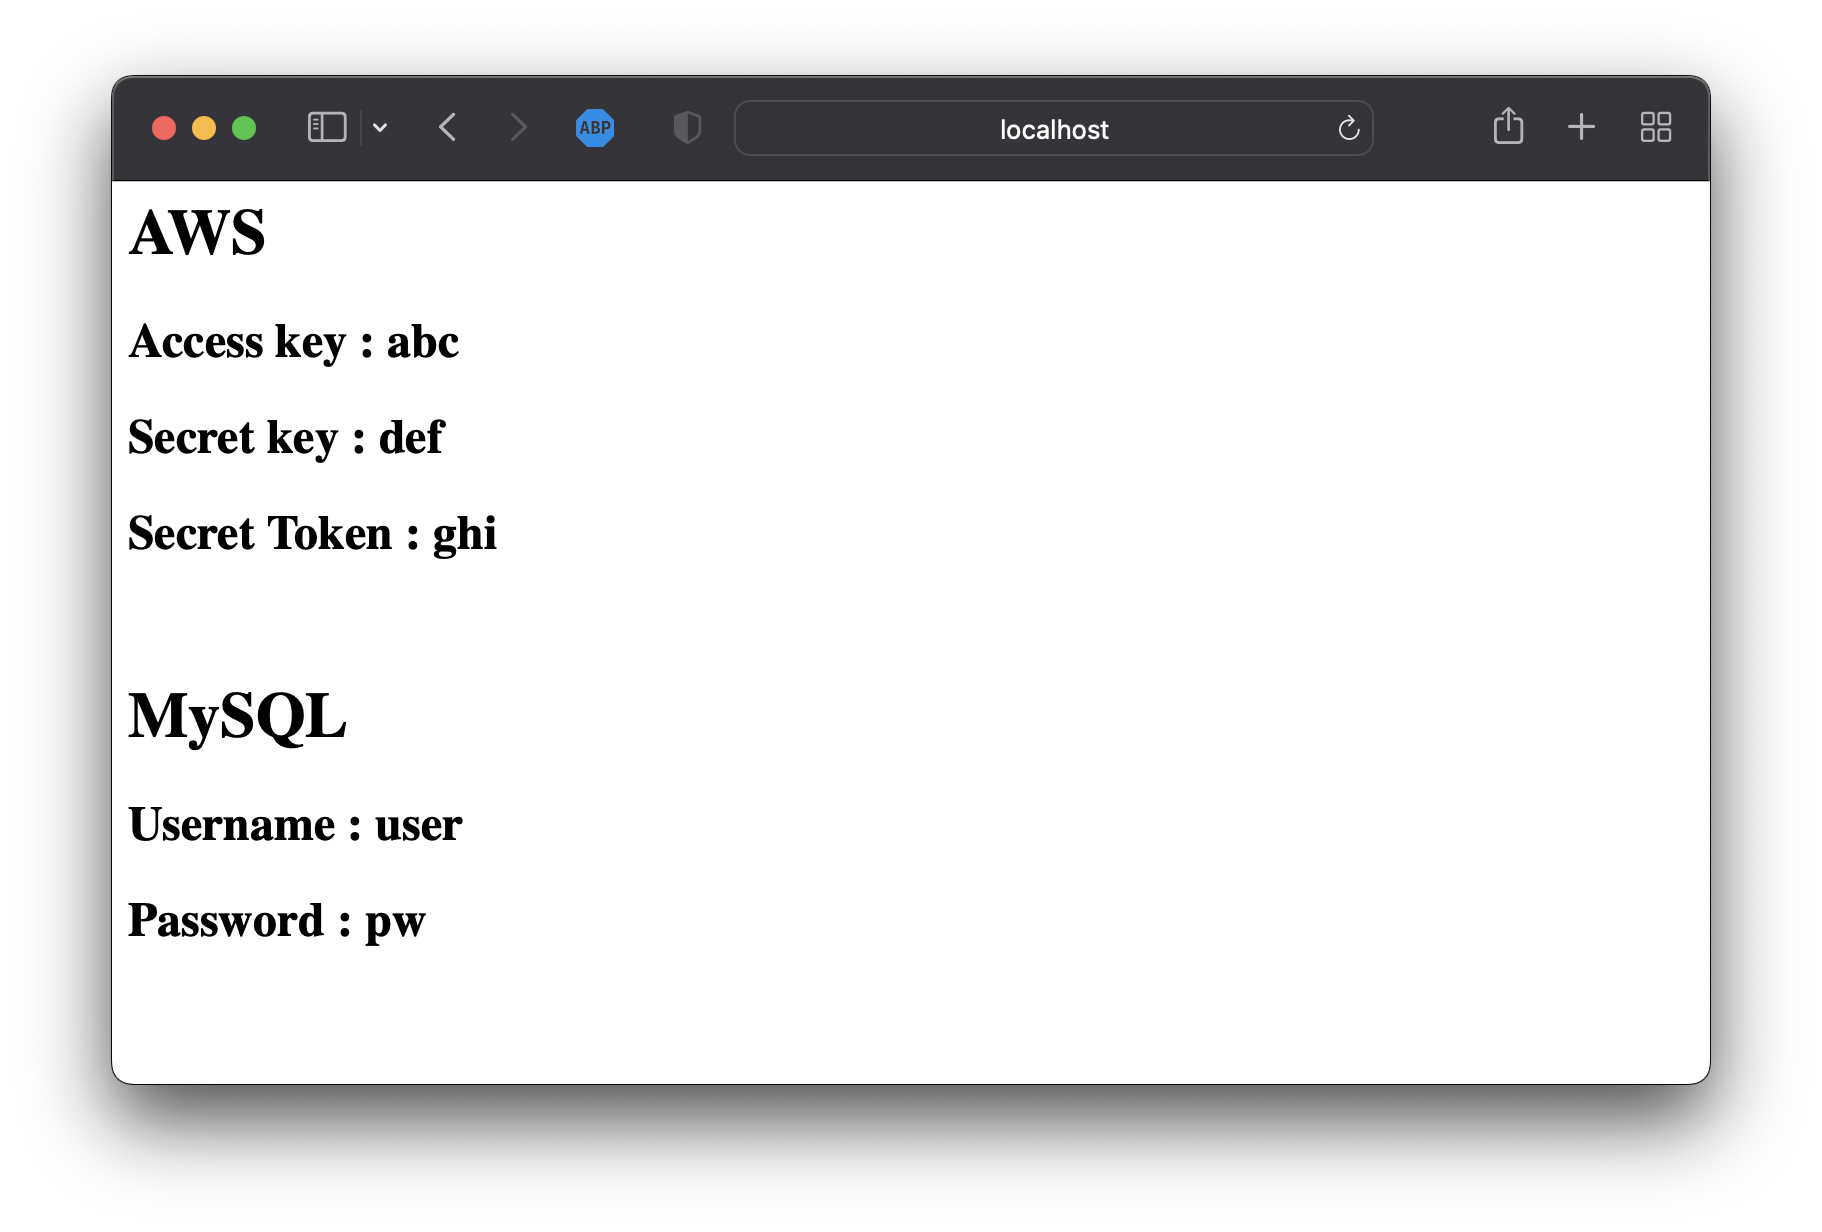 ABP
localhost
AWS
Access key : abc
Secret key : def
Secret Token : ghi
MySQL
Username : user
Password : pw